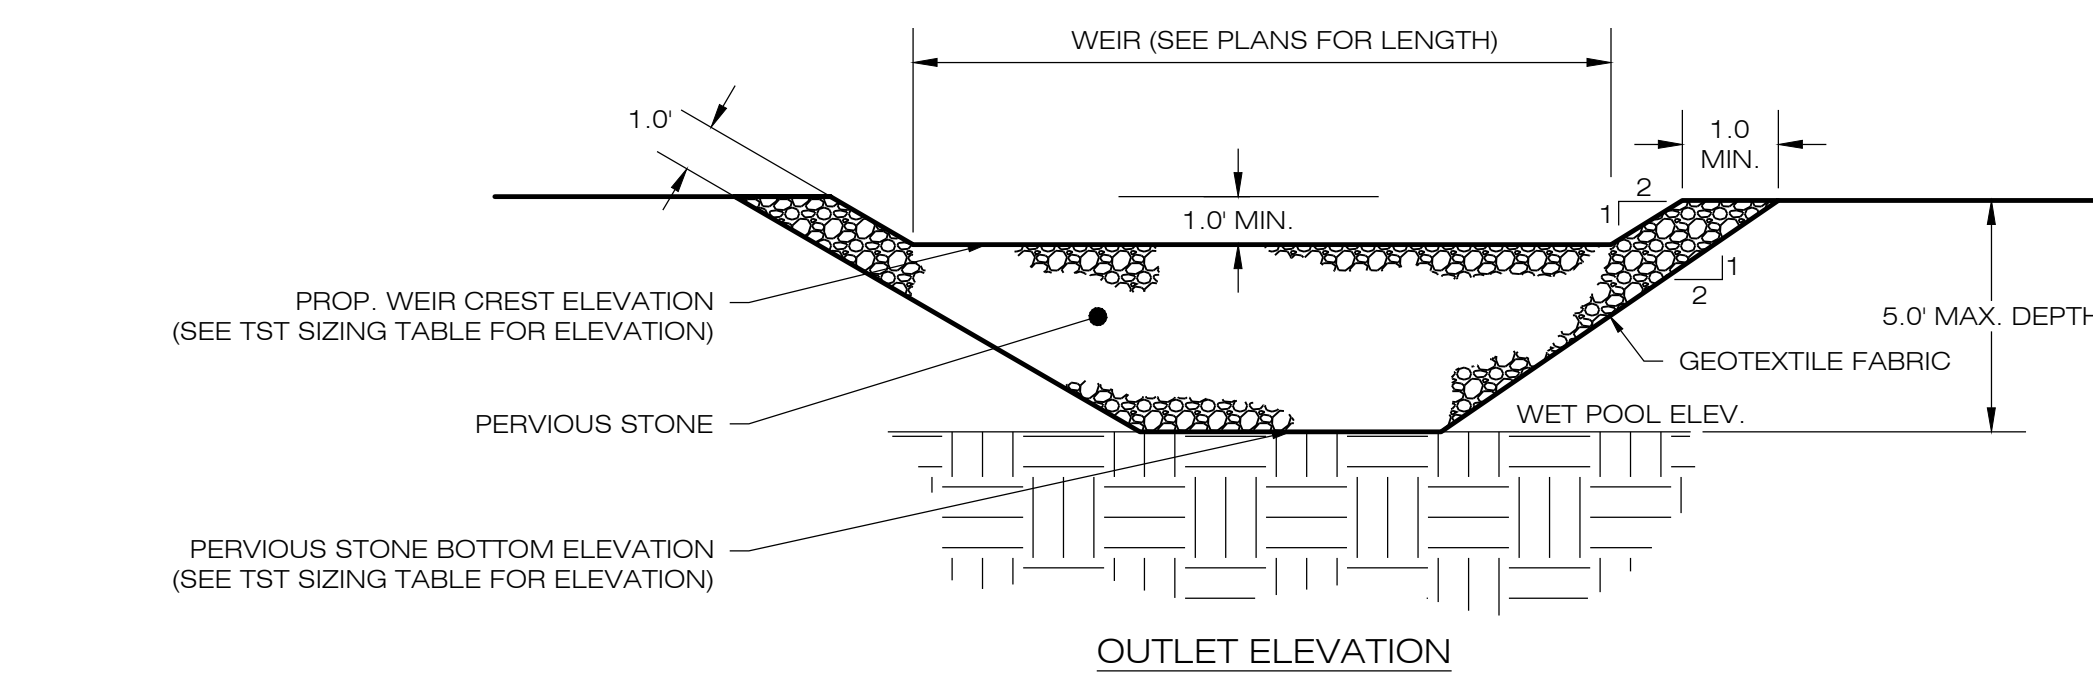 WEIR (SEE PLANS FOR LENGTH)
1.0'
1.0
MIN.
2
1
1.0' MIN.
1
2
PROP. WEIR CREST ELEVATION
(SEE TST SIZING TABLE FOR ELEVATION)
5.0' MAX. DEPTH
GEOTEXTILE FABRIC
PERVIOUS STONE
WET POOL ELEV.
PERVIOUS STONE BOTTOM ELEVATION
(SEE TST SIZING TABLE FOR ELEVATION)
OUTLET ELEVATION